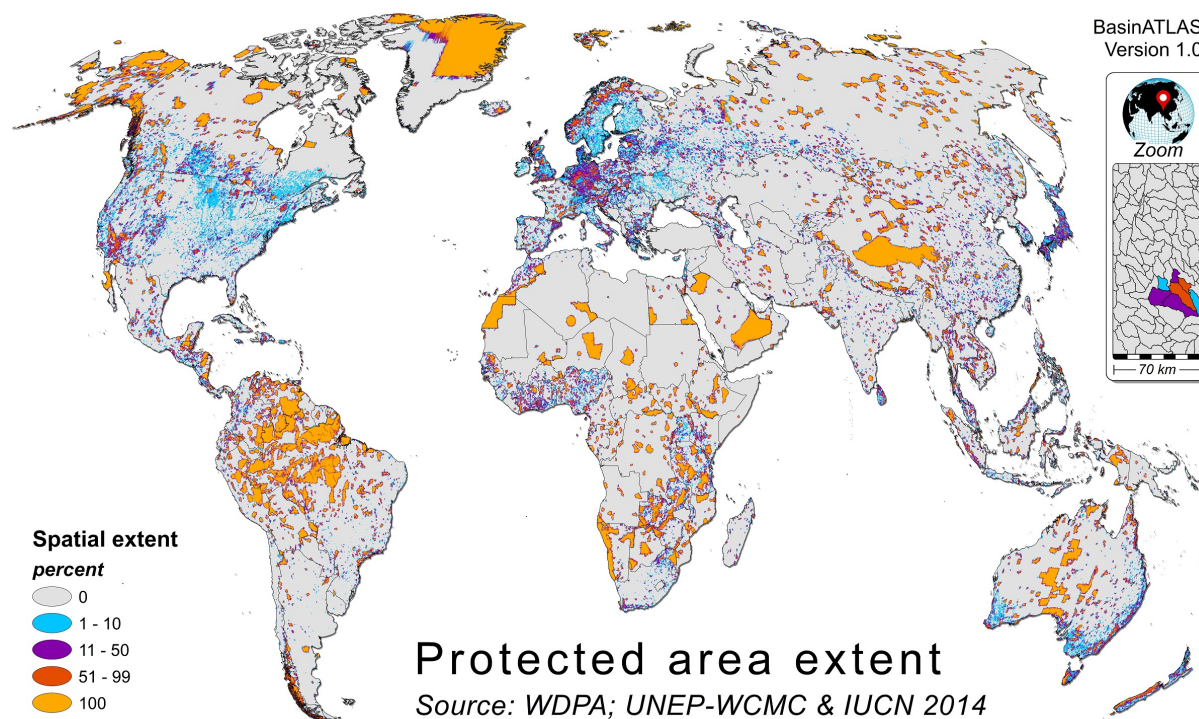 BasinATLAS
Version 1.0
Zoom
70 km
Spatial extent
percent
0
1 - 10
11 - 50
51 - 99
100
Protected area extent
Source: WDPA; UNEP-WCMC & IUCN 2014